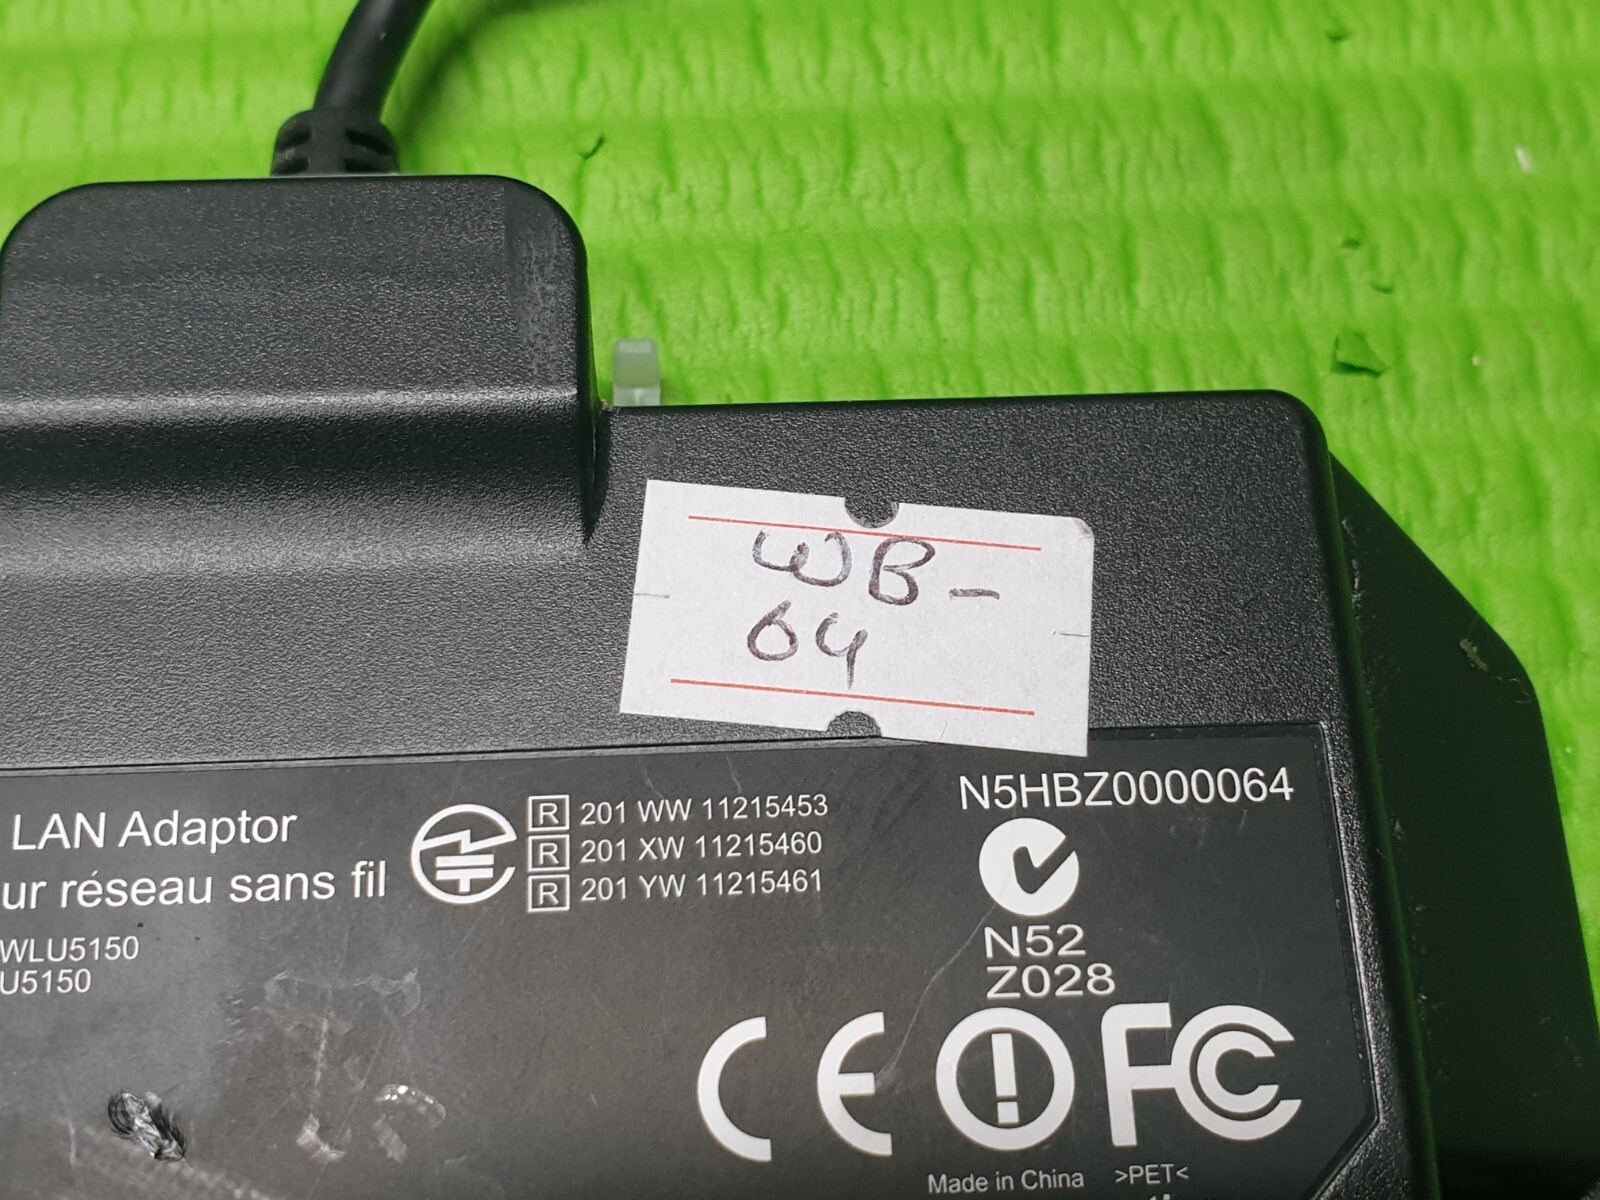 WB-
64
LAN Adaptor
ur réseau sans fil
WLU5150
U5150
R 201 WW 11215453
R 201 XW 11215460
R 201 YW 11215461
N5HBZ0000064
N52
Z028
CE FC
Made in China >PET<